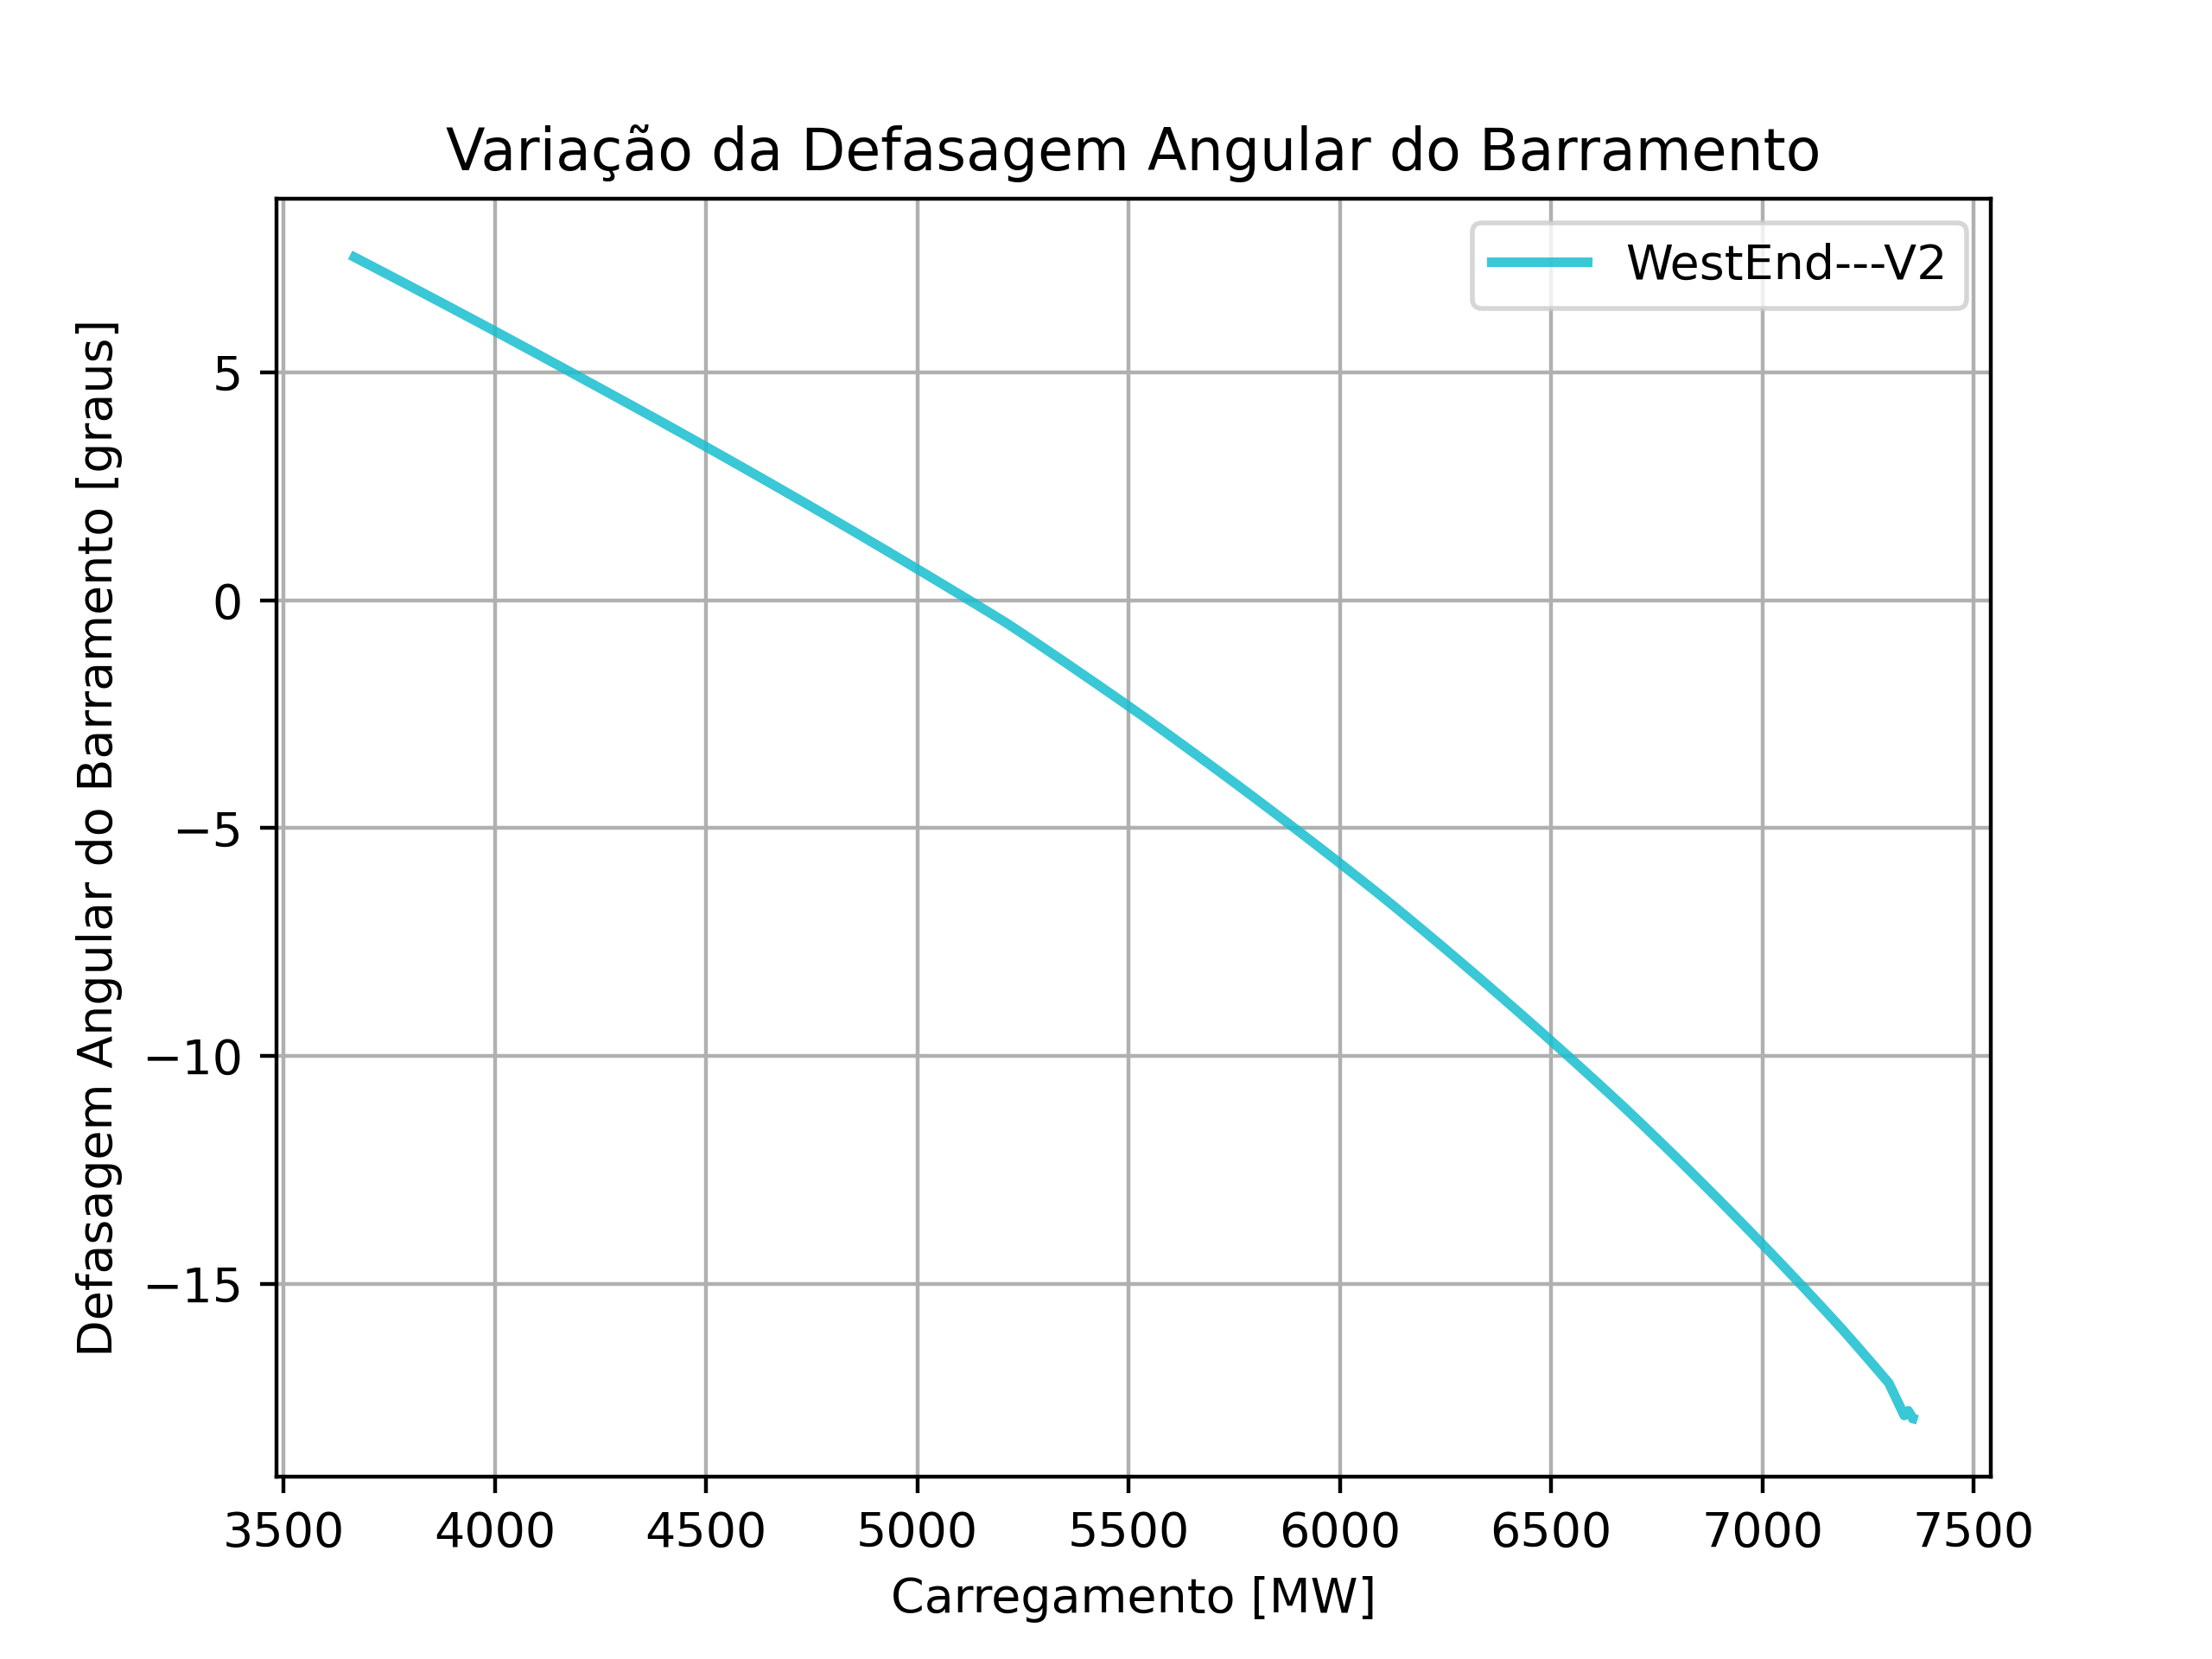 Variação da Defasagem Angular do Barramento
WestEnd---V2
Defasagem Angular do Barramento [graus]
5
0
−5
−10
−15
3500 4000 4500 5000 5500 6000 6500 7000 7500
Carregamento [MW]